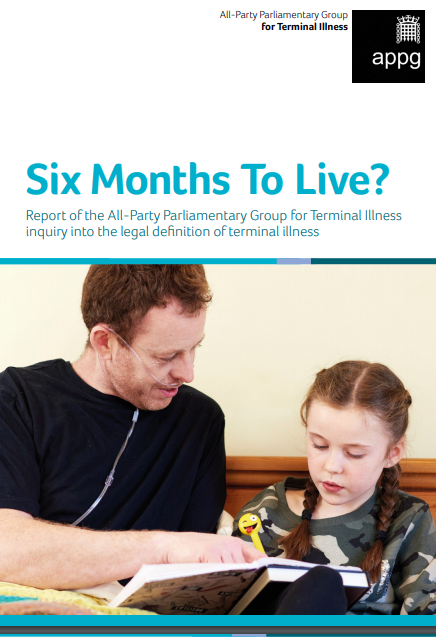 All-Party Parliamentary Group
for Terminal Illness
appg
Six Months To Live?
Report of the All-Party Parliamentary Group for Terminal Illness
inquiry into the legal definition of terminal illness